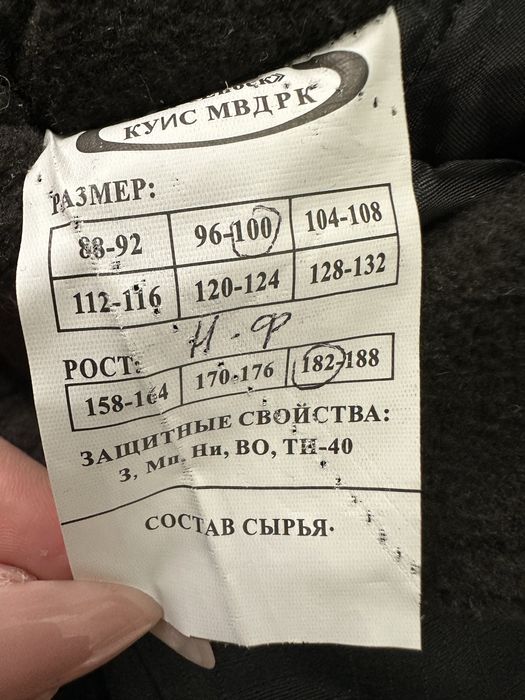 КУИС МВДРК
РАЗМЕР:
88-92 96-100 104-108
112-116 120-124 128-132
Н-Ф
РОСТ:
158-164 170-176 182-188
ЗАЩИТНЫЕ СВОЙСТВА:
З, Мп, Ни, ВО, ТН-40
СОСТАВ СЫРЬЯ·